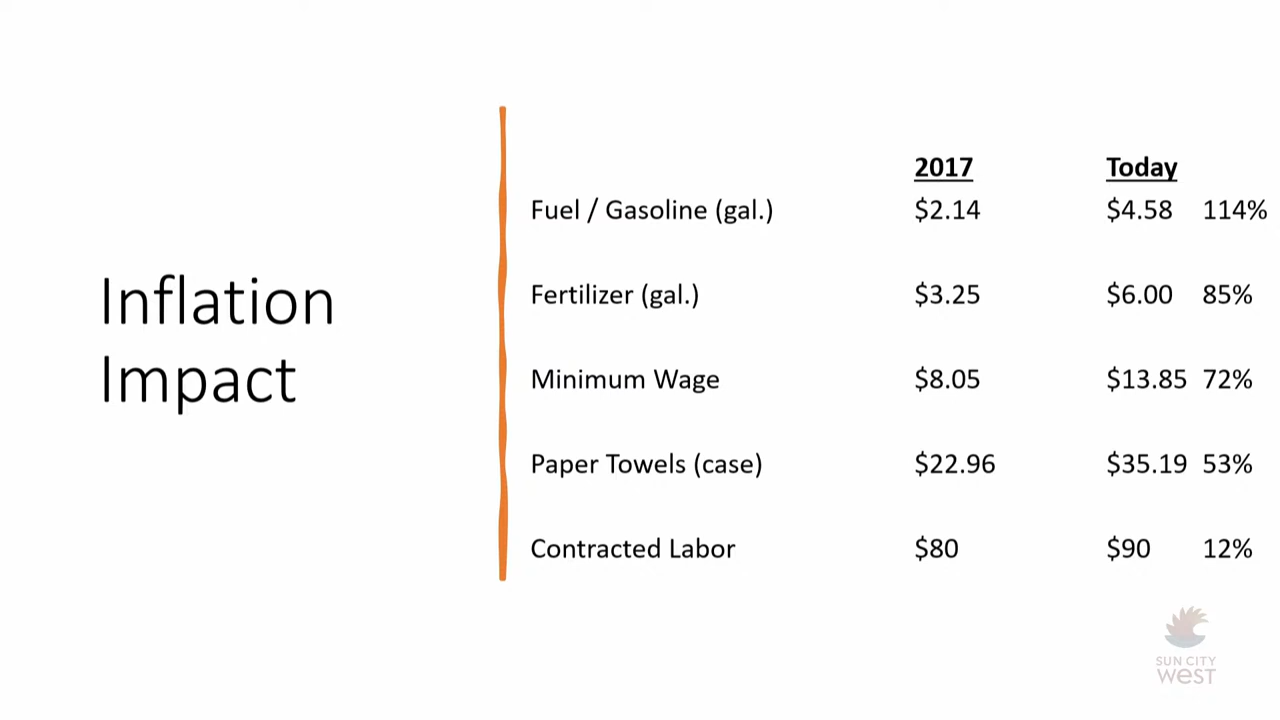 Inflation
Impact
2017 Today
Fuel / Gasoline (gal.) $2.14 $4.58 114%
Fertilizer (gal.) $3.25 $6.00 85%
Minimum Wage $8.05 $13.85 72%
Paper Towels (case) $22.96 $35.19 53%
Contracted Labor $80 $90 12%
SUN CITY
west